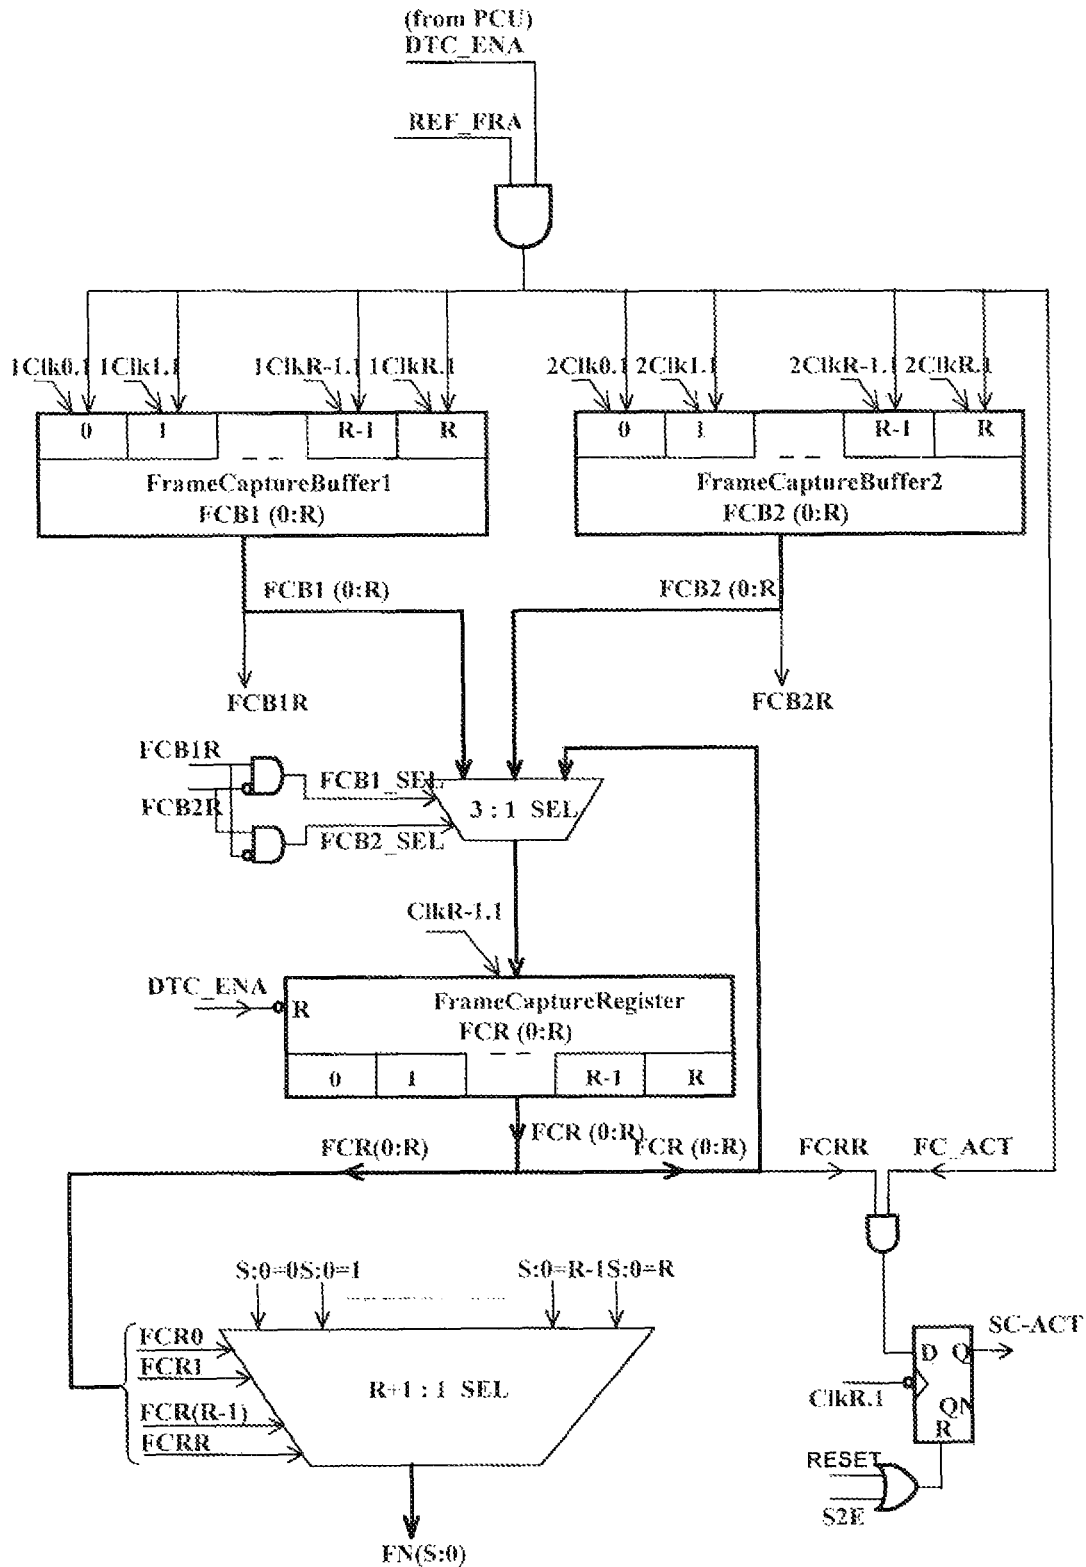 (from PCU)
DTC_ENA
REF_FRA
1Clk0.1 1Clk1.1 1ClkR-1.1 1ClkR.1 2Clk0.1 2Clk1.1 2ClkR-1.1 2ClkR.1
0 1 R-1 R 0 1 R-1 R
FrameCaptureBuffer1 FrameCaptureBuffer2
FCB1 (0:R) FCB2 (0:R)
FCB1 (0:R) FCB2 (0:R
FCB1R FCB2R
FCB1R
FCB1_SEL
FCB2R
3 : 1 SEL
FCB2_SEL
ClkR-1.1
DTC_ENA
R
FrameCaptureRegister
FCR (0:R)
0 1 R-1 R
FCR (0:R)
FCR(0:R) FCR (0:R) FCRR FC_ACT
S:0=0 S:0=1 S:0=R-1 S:0=R
FCR0
FCR1
FCR(R-1)
FCRR
R+1 : 1 SEL
FN(S:0)
SC-ACT
D Q
ClkR.1
QN
R
RESET
S2E